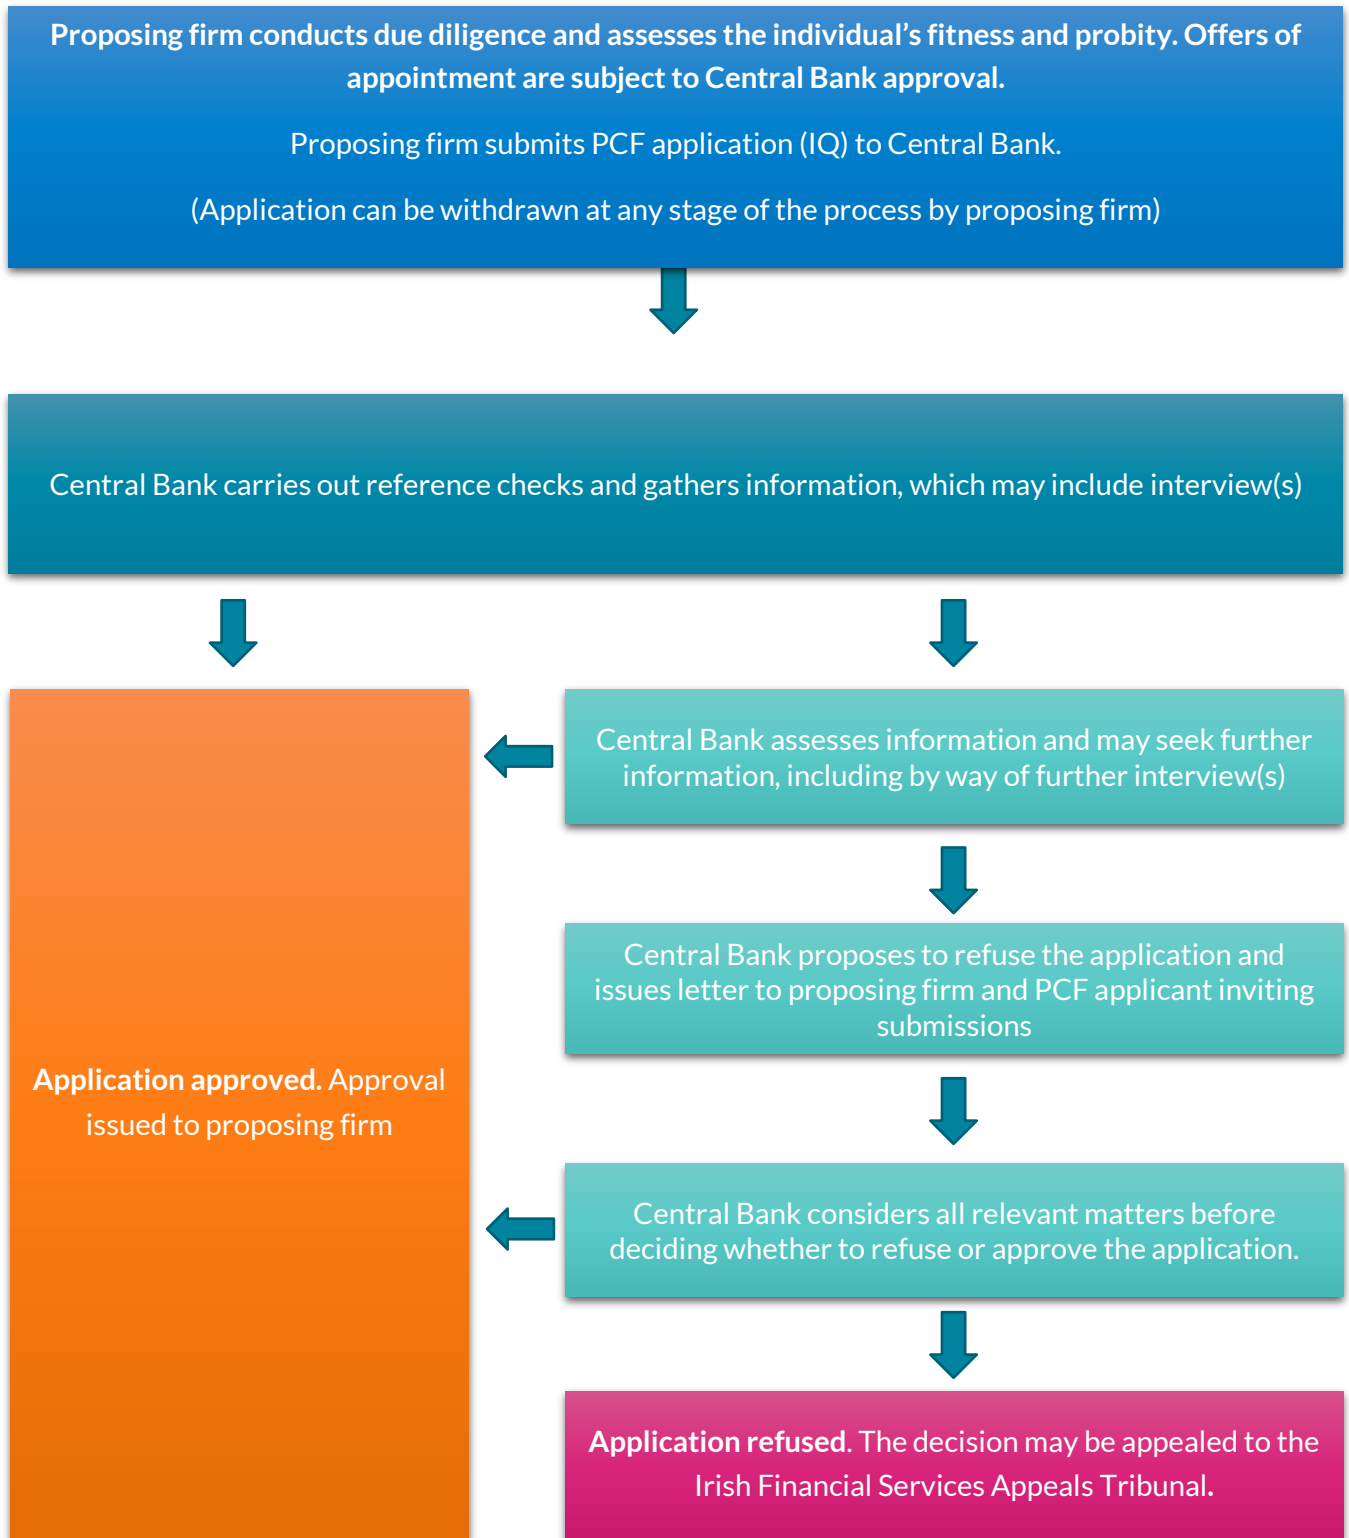 Proposing firm conducts due diligence and assesses the individual’s fitness and probity. Offers of
appointment are subject to Central Bank approval.
Proposing firm submits PCF application (IQ) to Central Bank.
(Application can be withdrawn at any stage of the process by proposing firm)
Central Bank carries out reference checks and gathers information, which may include interview(s)
Central Bank assesses information and may seek further
information, including by way of further interview(s)
Central Bank proposes to refuse the application and
issues letter to proposing firm and PCF applicant inviting
submissions
Application approved. Approval
issued to proposing firm
Central Bank considers all relevant matters before
deciding whether to refuse or approve the application.
Application refused. The decision may be appealed to the
Irish Financial Services Appeals Tribunal.